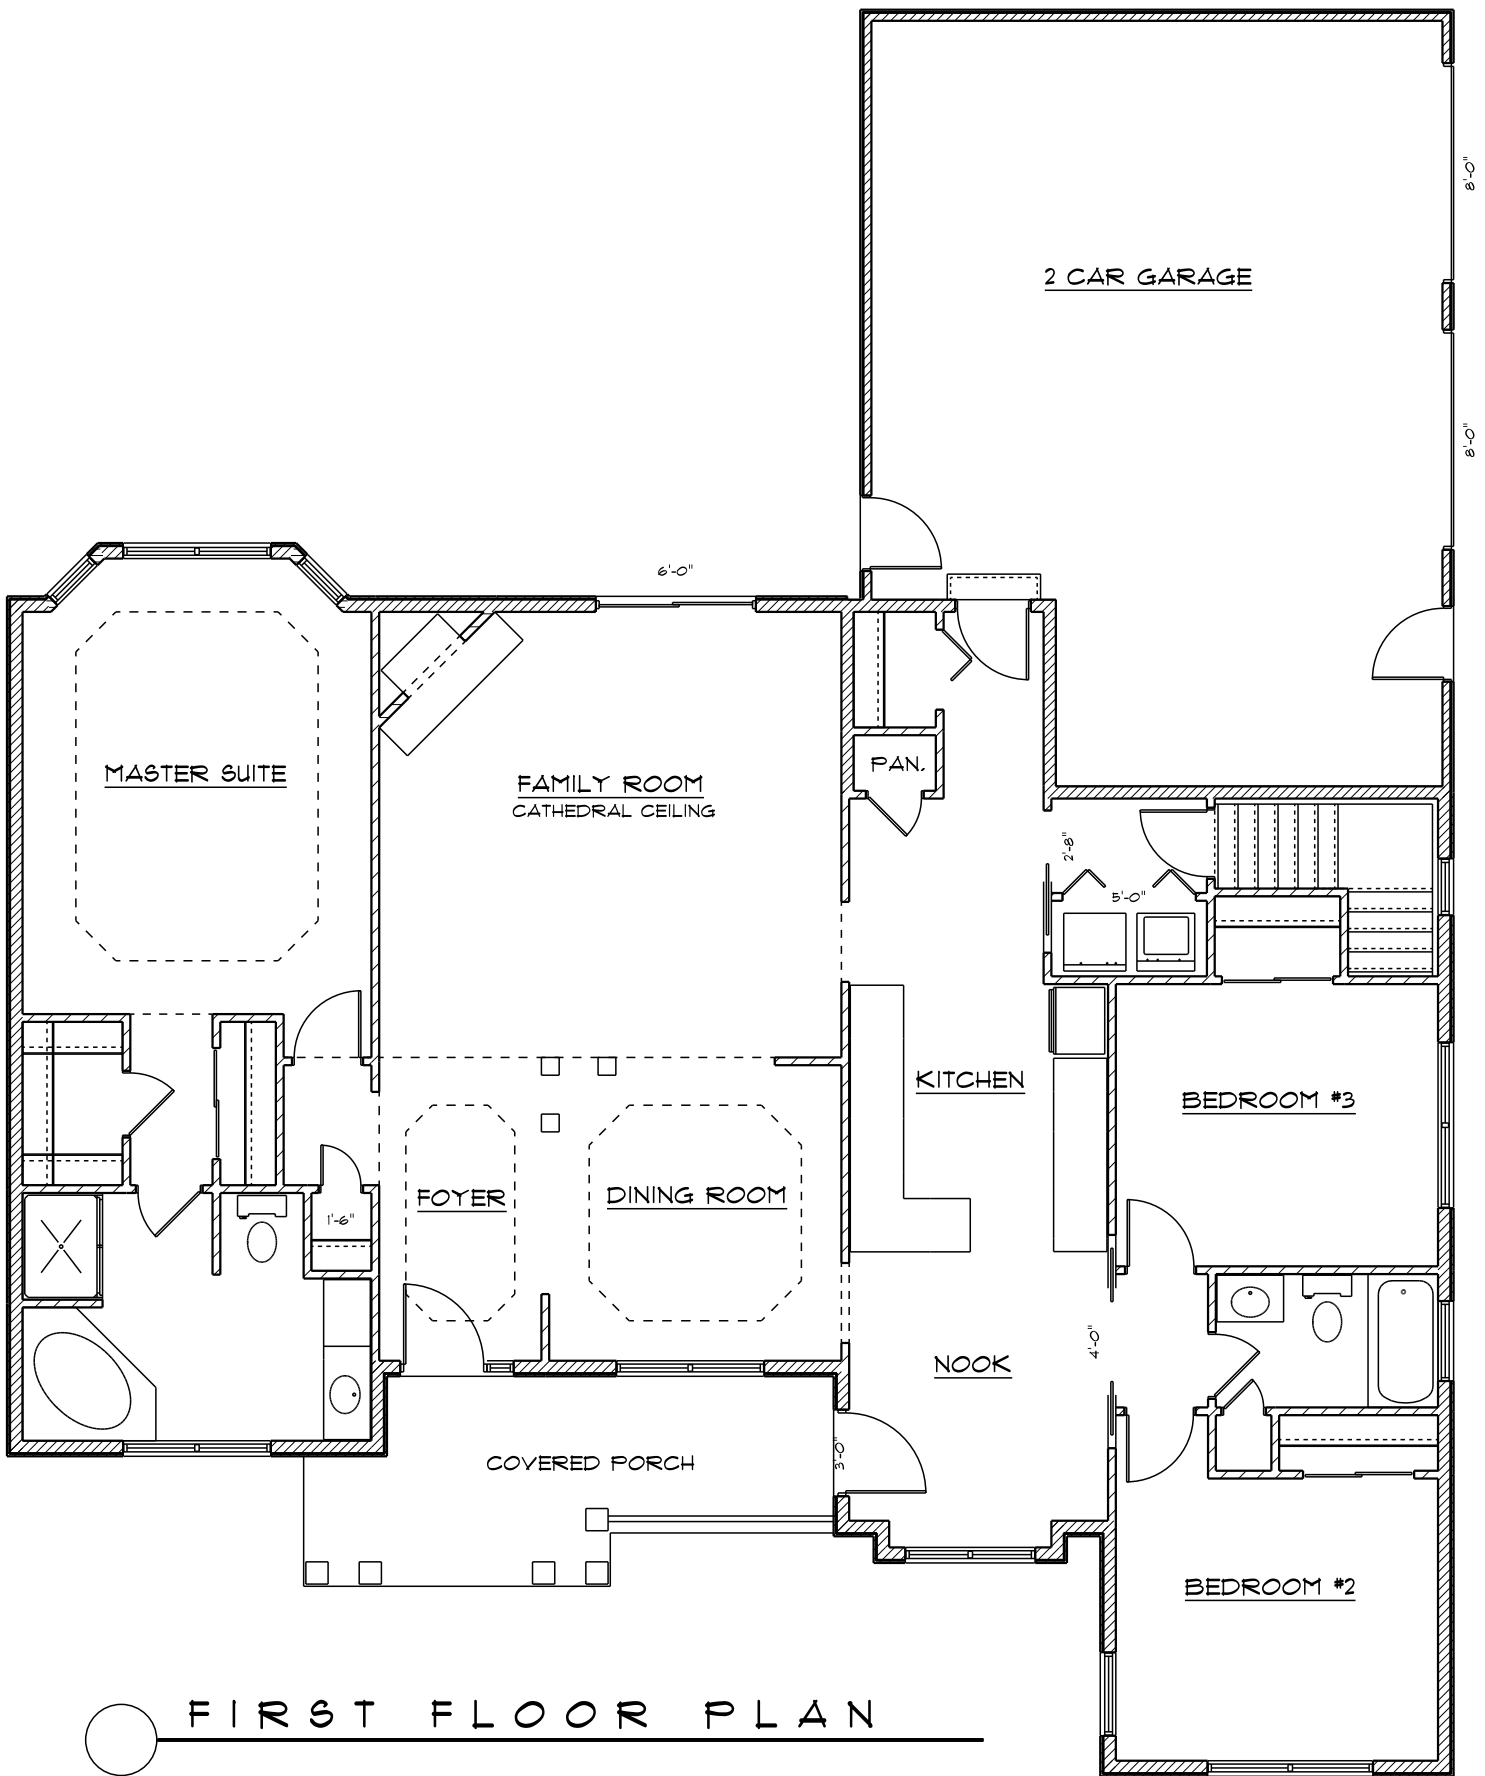 8'-0"
2 CAR GARAGE
8'-0"
6'-0"
MASTER SUITE
FAMILY ROOM
CATHEDRAL CEILING
PAN.
2'-8"
5'-0"
KITCHEN
BEDROOM #3
FOYER
DINING ROOM
1'-6"
NOOK
4'-0"
COVERED PORCH
3'-0"
BEDROOM #2
FIRST FLOOR PLAN